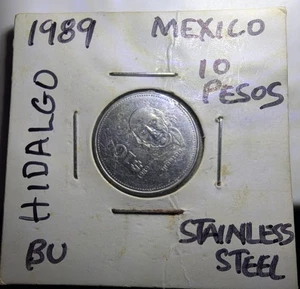 1989 MEXICO
10
PESOS
HIDALGO
BU
STAINLESS
STEEL